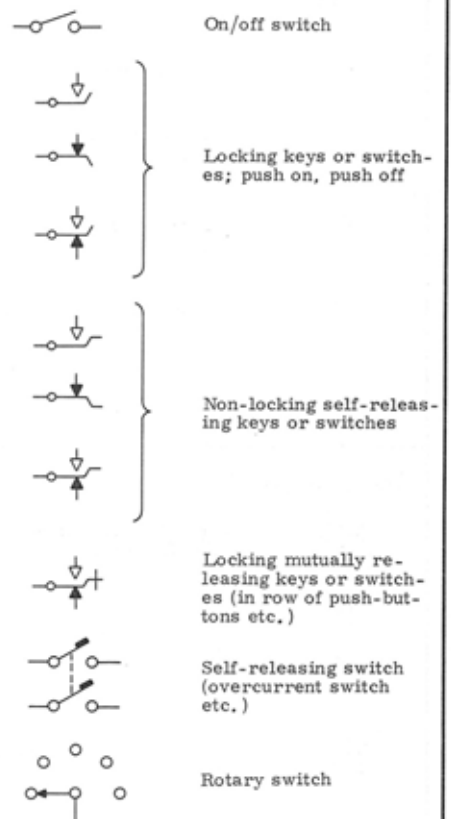 On/off switch
Locking keys or switch-
es; push on, push off
Non-locking self-releas-
ing keys or switches
Locking mutually re-
leasing keys or switch-
es (in row of push-but-
tons etc.)
Self-releasing switch
(overcurrent switch
etc.)
Rotary switch